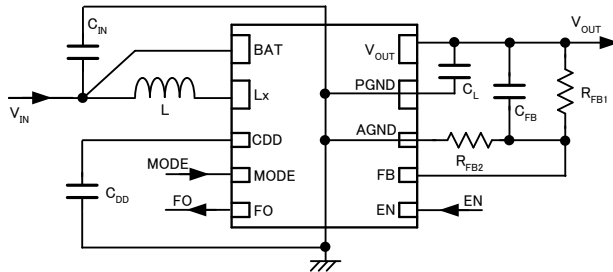 C_IN
BAT
V_OUT
V_OUT
V_IN
L
Lx
PGND
C_L
C_FB
R_FB1
CDD
AGND
R_FB2
MODE
MODE
FB
C_DD
FO
FO
EN
EN